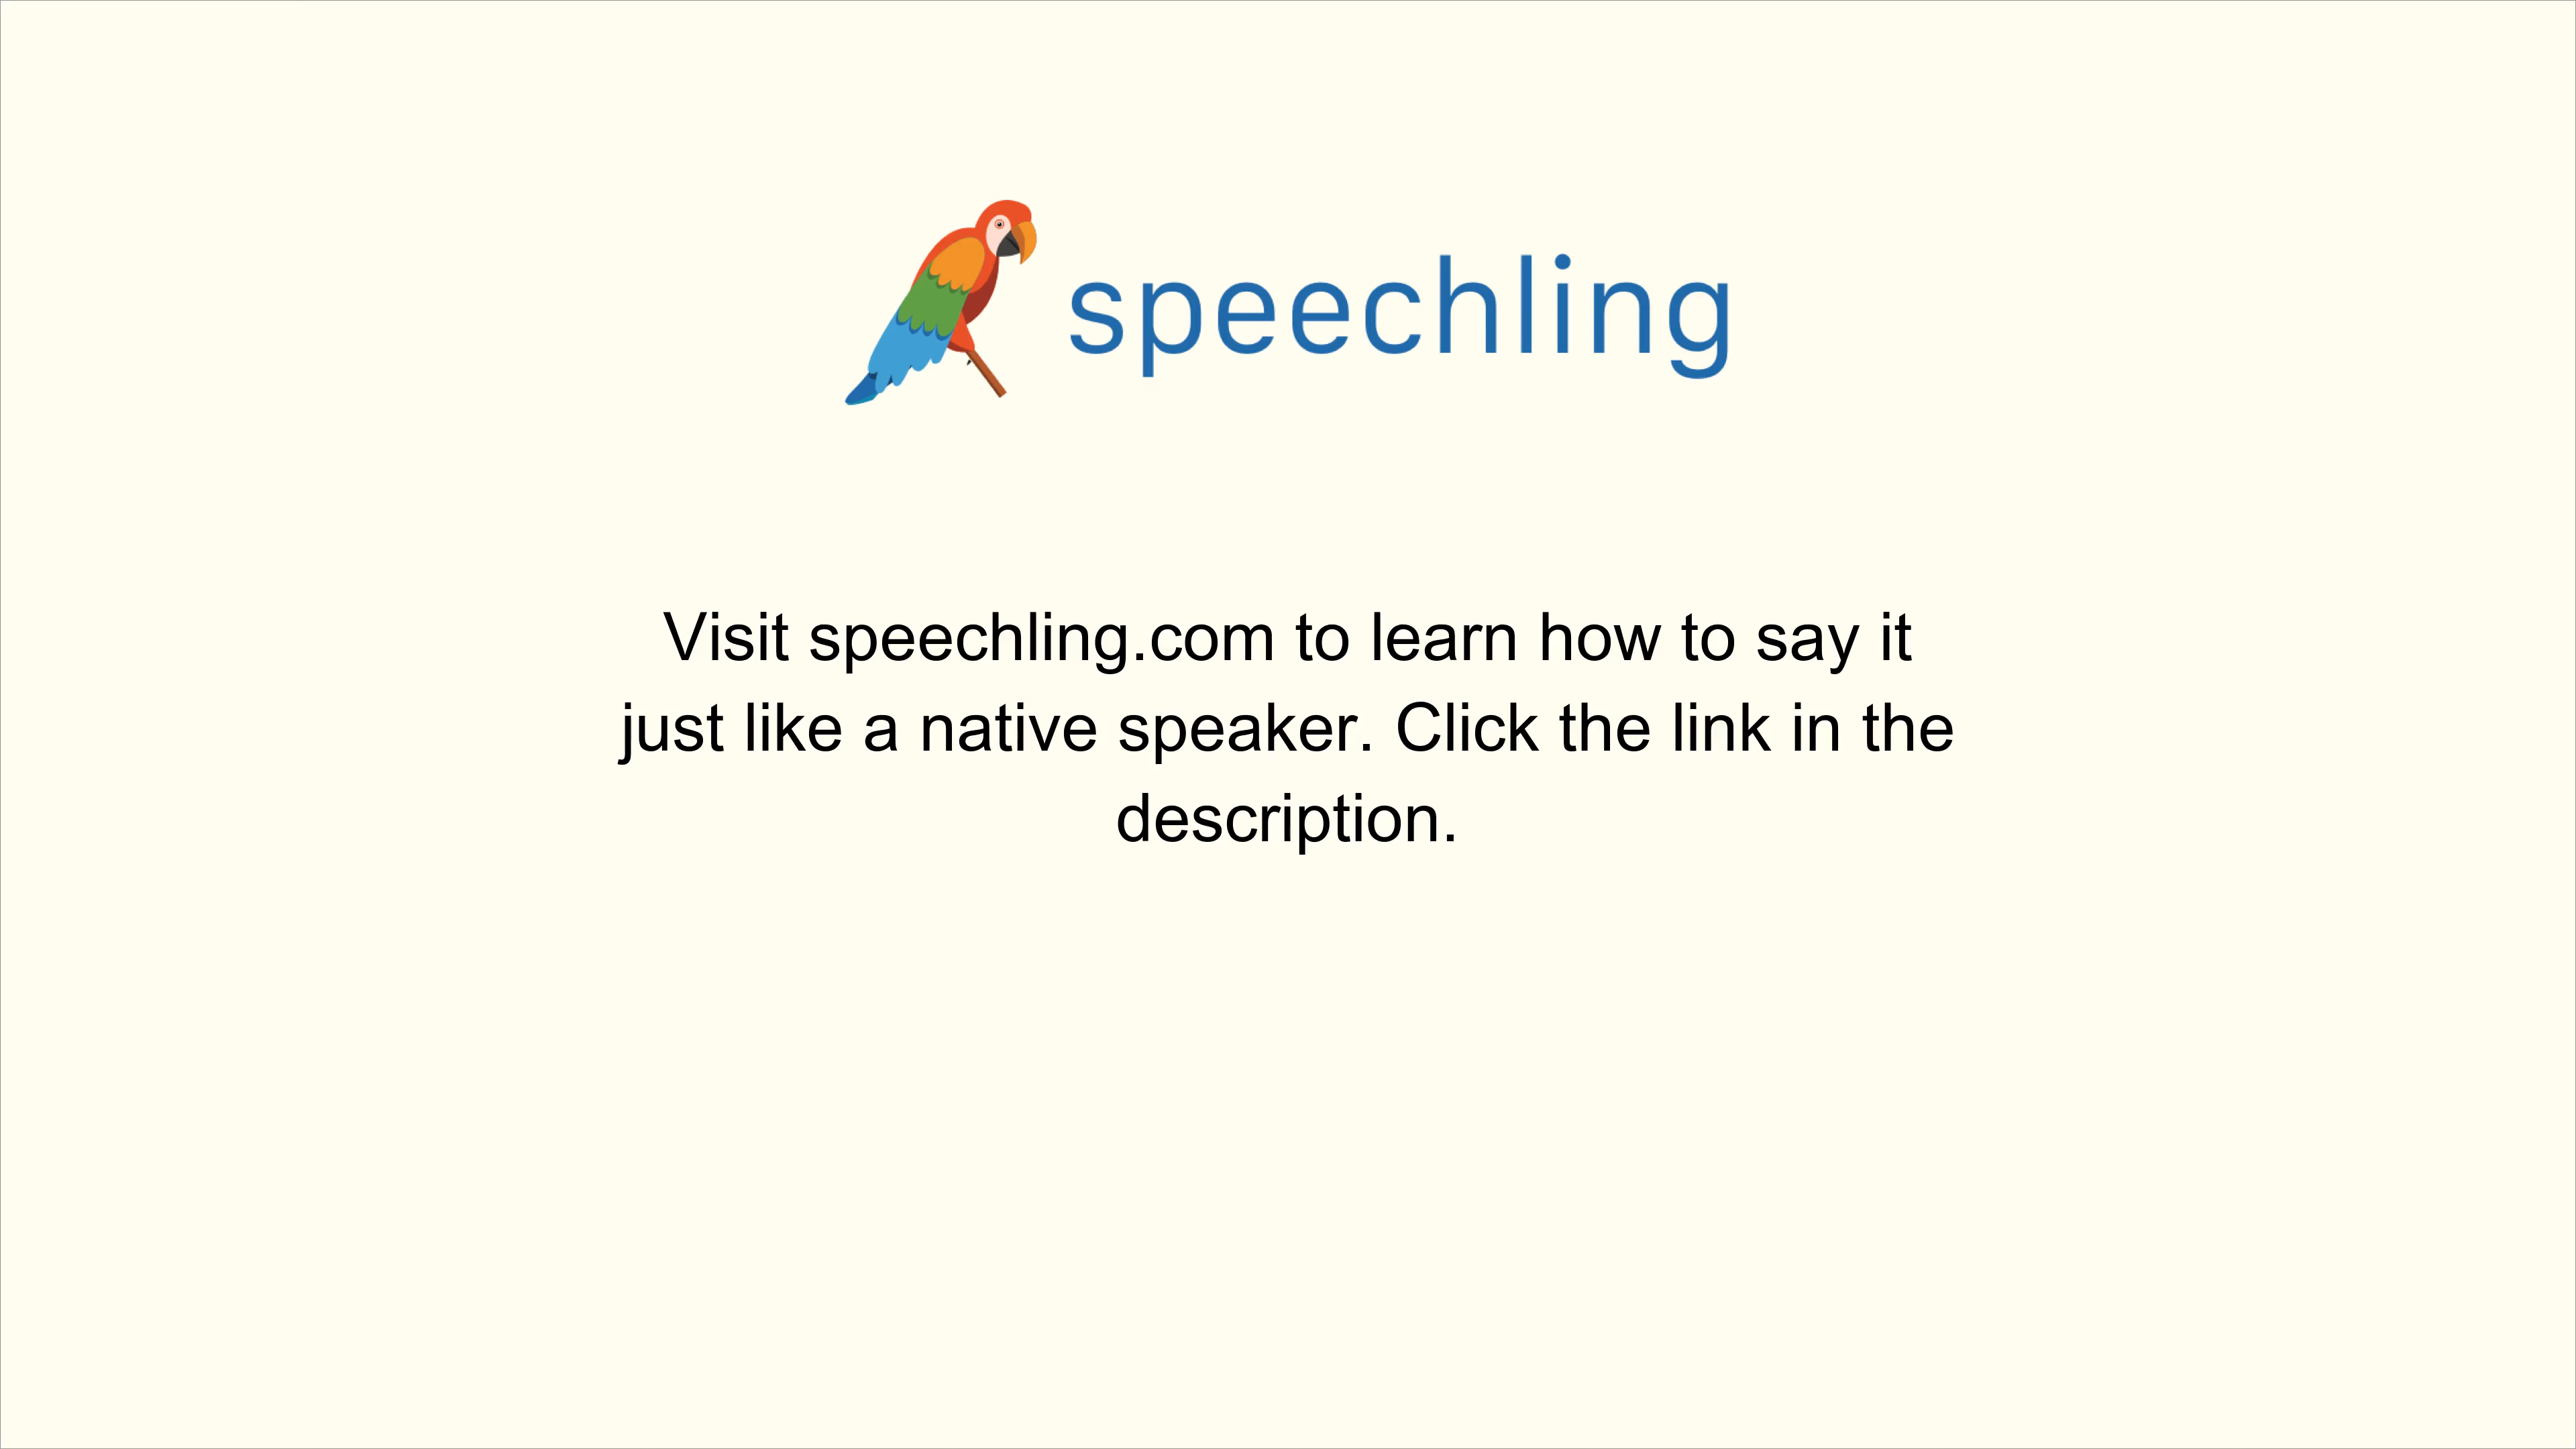 speechling
Visit speechling.com to learn how to say it
just like a native speaker. Click the link in the
description.